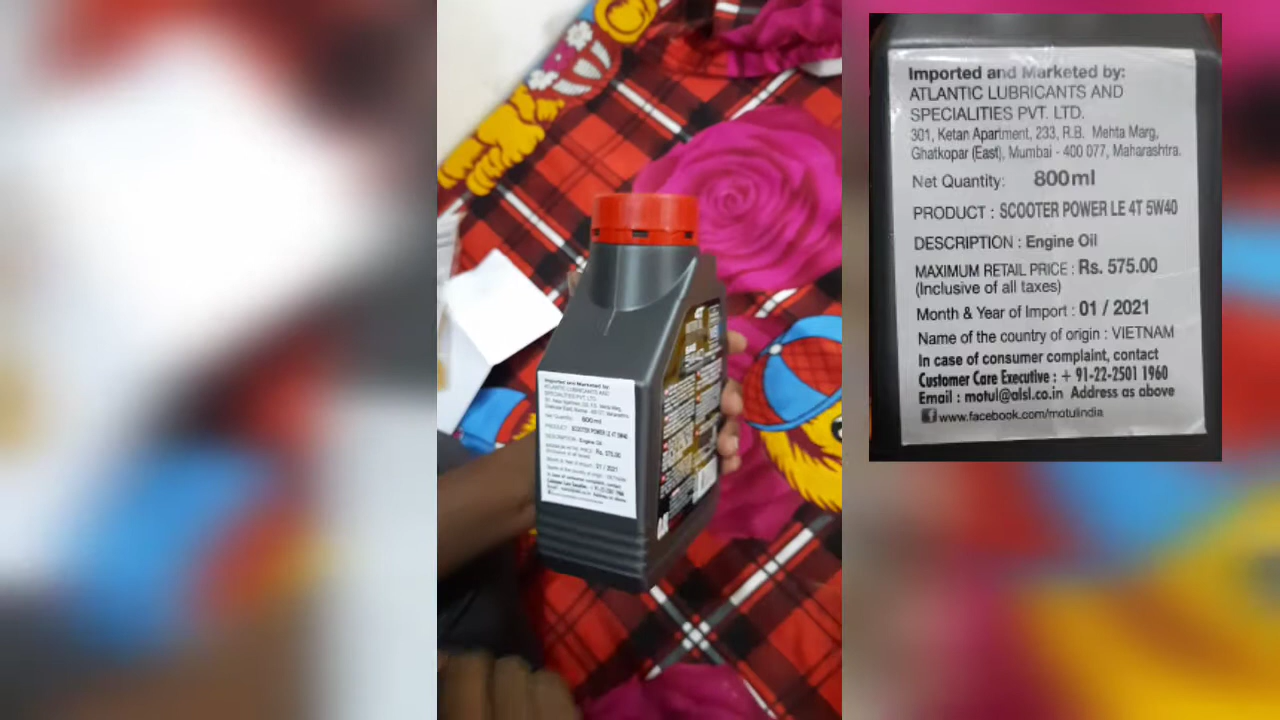 Imported and Marketed by:
ATLANTIC LUBRICANTS AND
SPECIALITIES PVT. LTD.
301, Ketan Apartment, 233, R.B. Mehta Marg,
Ghatkopar (East), Mumbai - 400 077, Maharashtra.
Net Quantity: 800ml
PRODUCT : SCOOTER POWER LE 4T 5W40
DESCRIPTION : Engine Oil
MAXIMUM RETAIL PRICE : Rs. 575.00
(Inclusive of all taxes)
Month & Year of Import : 01 / 2021
Name of the country of origin : VIETNAM
In case of consumer complaint, contact
Customer Care Executive : + 91-22-2501 1960
Email : motul@alsl.co.in Address as above
www.facebook.com/motulindia